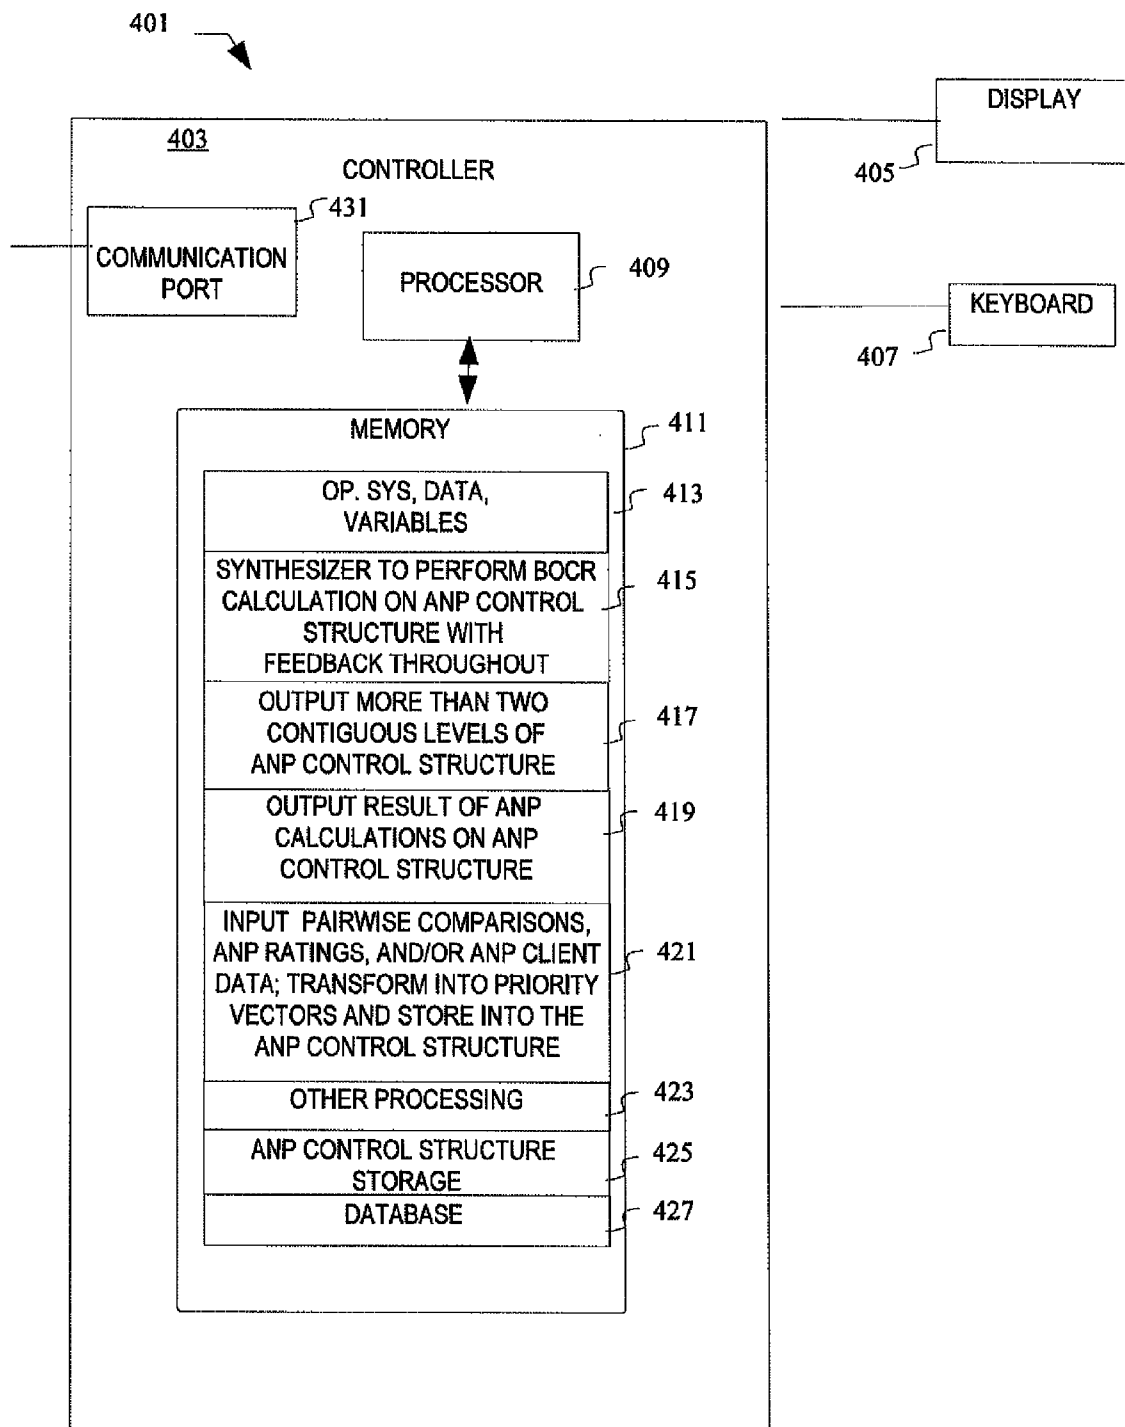 401
DISPLAY
405
403
CONTROLLER
431
COMMUNICATION
PORT
PROCESSOR
409
KEYBOARD
407
MEMORY
411
OP. SYS, DATA,
VARIABLES
413
SYNTHESIZER TO PERFORM BOCR
CALCULATION ON ANP CONTROL
STRUCTURE WITH
FEEDBACK THROUGHOUT
415
OUTPUT MORE THAN TWO
CONTIGUOUS LEVELS OF
ANP CONTROL STRUCTURE
417
OUTPUT RESULT OF ANP
CALCULATIONS ON ANP
CONTROL STRUCTURE
419
INPUT PAIRWISE COMPARISONS,
ANP RATINGS, AND/OR ANP CLIENT
DATA; TRANSFORM INTO PRIORITY
VECTORS AND STORE INTO THE
ANP CONTROL STRUCTURE
421
OTHER PROCESSING
423
ANP CONTROL STRUCTURE
STORAGE
425
DATABASE
427